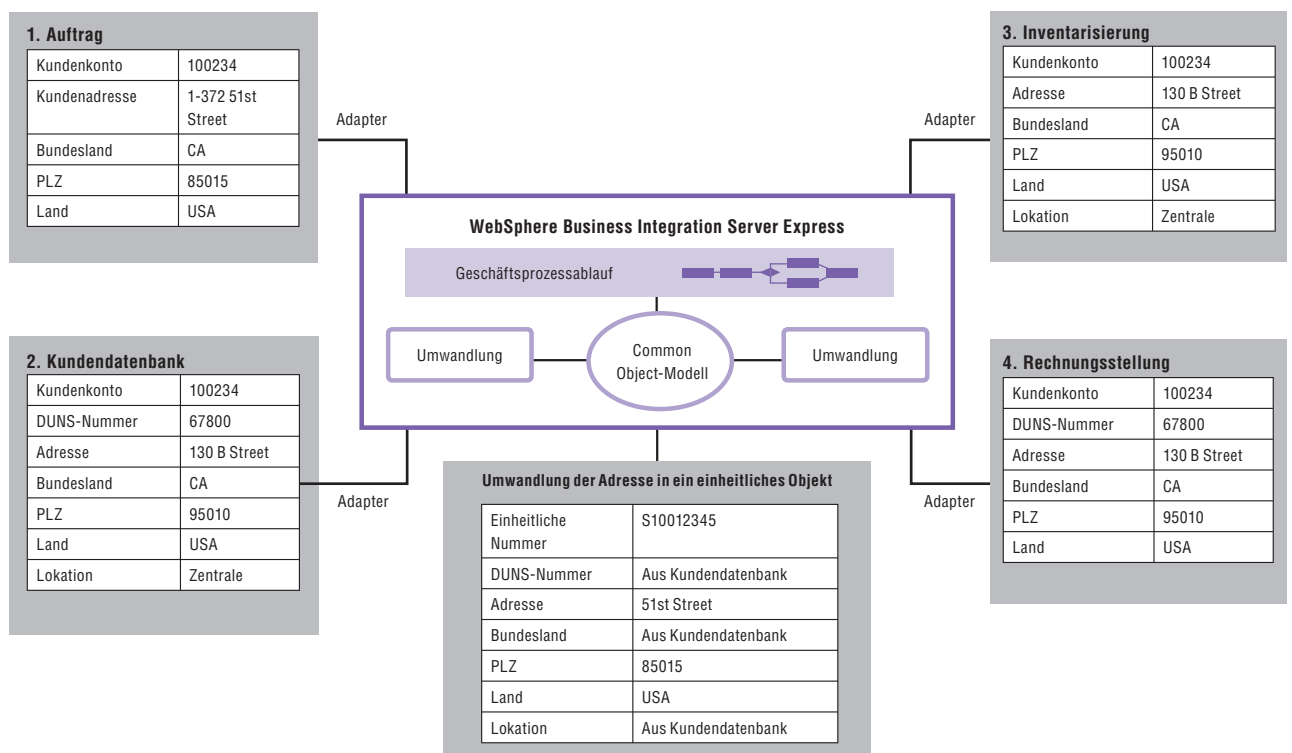 1. Auftrag
Kundenkonto 100234
Kundenadresse 1-372 51st
Street
Bundesland CA
PLZ 85015
Land USA
Adapter
2. Kundendatenbank
Kundenkonto 100234
DUNS-Nummer 67800
Adresse 130 B Street
Bundesland CA
PLZ 95010
Land USA
Lokation Zentrale
Adapter
WebSphere Business Integration Server Express
Geschäftsprozessablauf
Umwandlung
Common
Object-Modell
Umwandlung
Umwandlung der Adresse in ein einheitliches Objekt
Einheitliche S10012345
Nummer
DUNS-Nummer Aus Kundendatenbank
Adresse 51st Street
Bundesland Aus Kundendatenbank
PLZ 85015
Land USA
Lokation Aus Kundendatenbank
Adapter
3. Inventarisierung
Kundenkonto 100234
Adresse 130 B Street
Bundesland CA
PLZ 95010
Land USA
Lokation Zentrale
Adapter
4. Rechnungsstellung
Kundenkonto 100234
DUNS-Nummer 67800
Adresse 130 B Street
Bundesland CA
PLZ 95010
Land USA